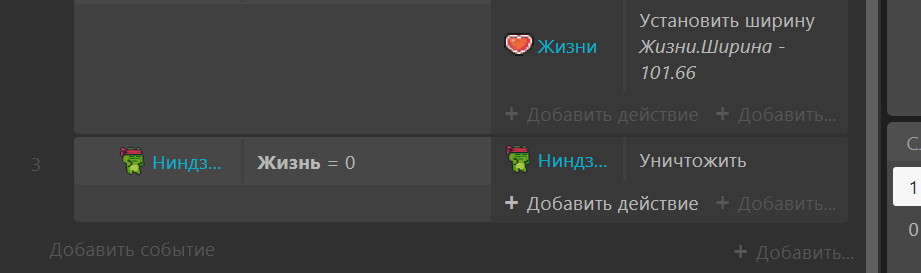 Установить ширину
Жизни Жизни.Ширина -
101.66
+ Добавить действие + Добавить...
3 Ниндз... Жизнь = 0 Ниндз... Уничтожить
+ Добавить действие + Добавить...
Добавить событие + Добавить...
1
0